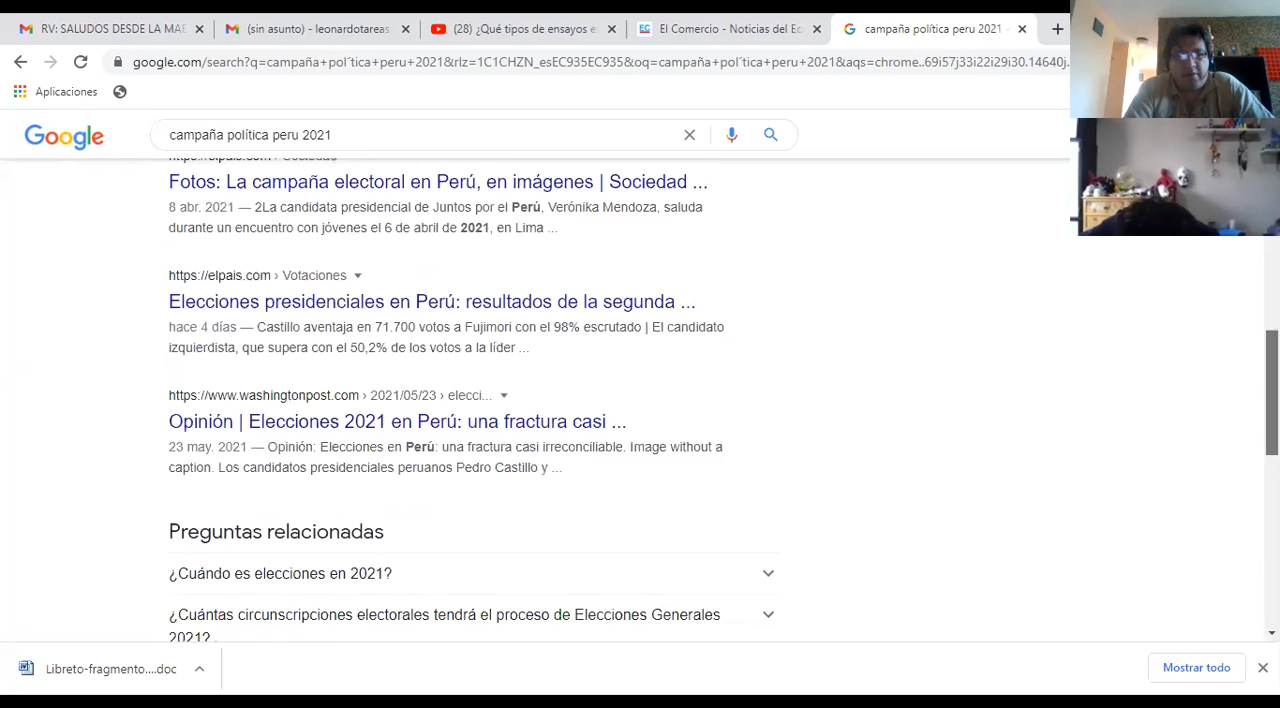 RV: SALUDOS DESDE LA MAE
(sin asunto) - leonardotareas
(28) ¿Qué tipos de ensayos e
EC El Comercio - Noticias del Ec
campaña política peru 2021 -
google.com/search?q=campaña+pol´tica+peru+2021&rlz=1C1CHZN_esEC935EC935&oq=campaña+pol´tica+peru+2021&aqs=chrome..69i57j33i22i29i30.14640j...
Aplicaciones
Google
campaña política peru 2021
https://elpais.com › Sociedad
Fotos: La campaña electoral en Perú, en imágenes | Sociedad ...
8 abr. 2021 — 2La candidata presidencial de Juntos por el Perú, Verónika Mendoza, saluda
durante un encuentro con jóvenes el 6 de abril de 2021, en Lima ...
https://elpais.com › Votaciones
Elecciones presidenciales en Perú: resultados de la segunda ...
hace 4 días — Castillo aventaja en 71.700 votos a Fujimori con el 98% escrutado | El candidato
izquierdista, que supera con el 50,2% de los votos a la líder ...
https://www.washingtonpost.com › 2021/05/23 › elecci...
Opinión | Elecciones 2021 en Perú: una fractura casi ...
23 may. 2021 — Opinión: Elecciones en Perú: una fractura casi irreconciliable. Image without a
caption. Los candidatos presidenciales peruanos Pedro Castillo y ...
Preguntas relacionadas
¿Cuándo es elecciones en 2021?
¿Cuántas circunscripciones electorales tendrá el proceso de Elecciones Generales
2021?
Libreto-fragmento....doc
Mostrar todo